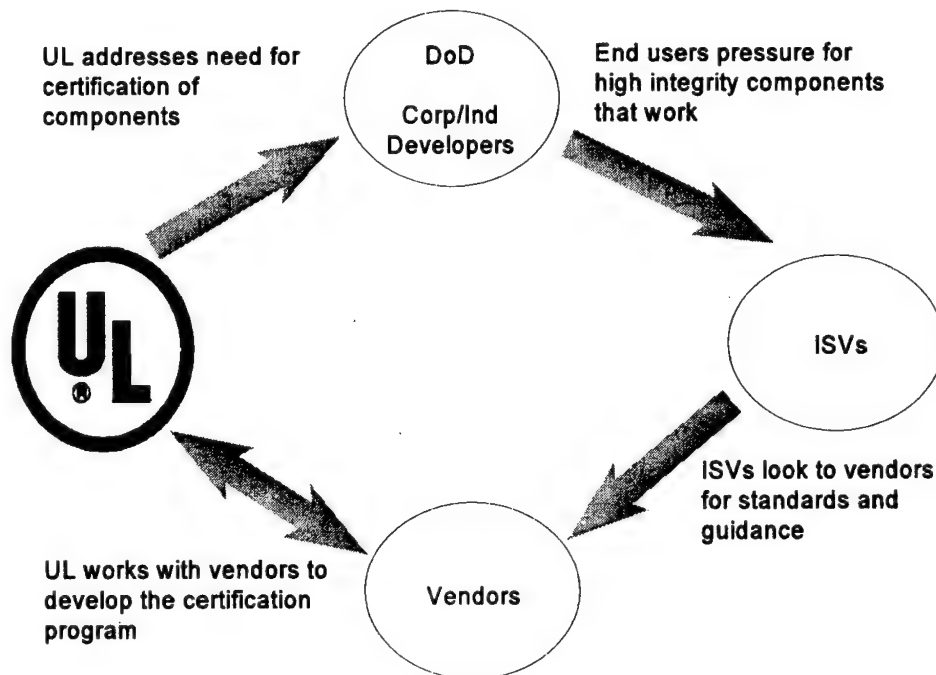 UL addresses need for
certification of
components
DoD
Corp/Ind
Developers
End users pressure for
high integrity components
that work
UL
®
ISVs
ISVs look to vendors
for standards and
guidance
UL works with vendors to
develop the certification
program
Vendors